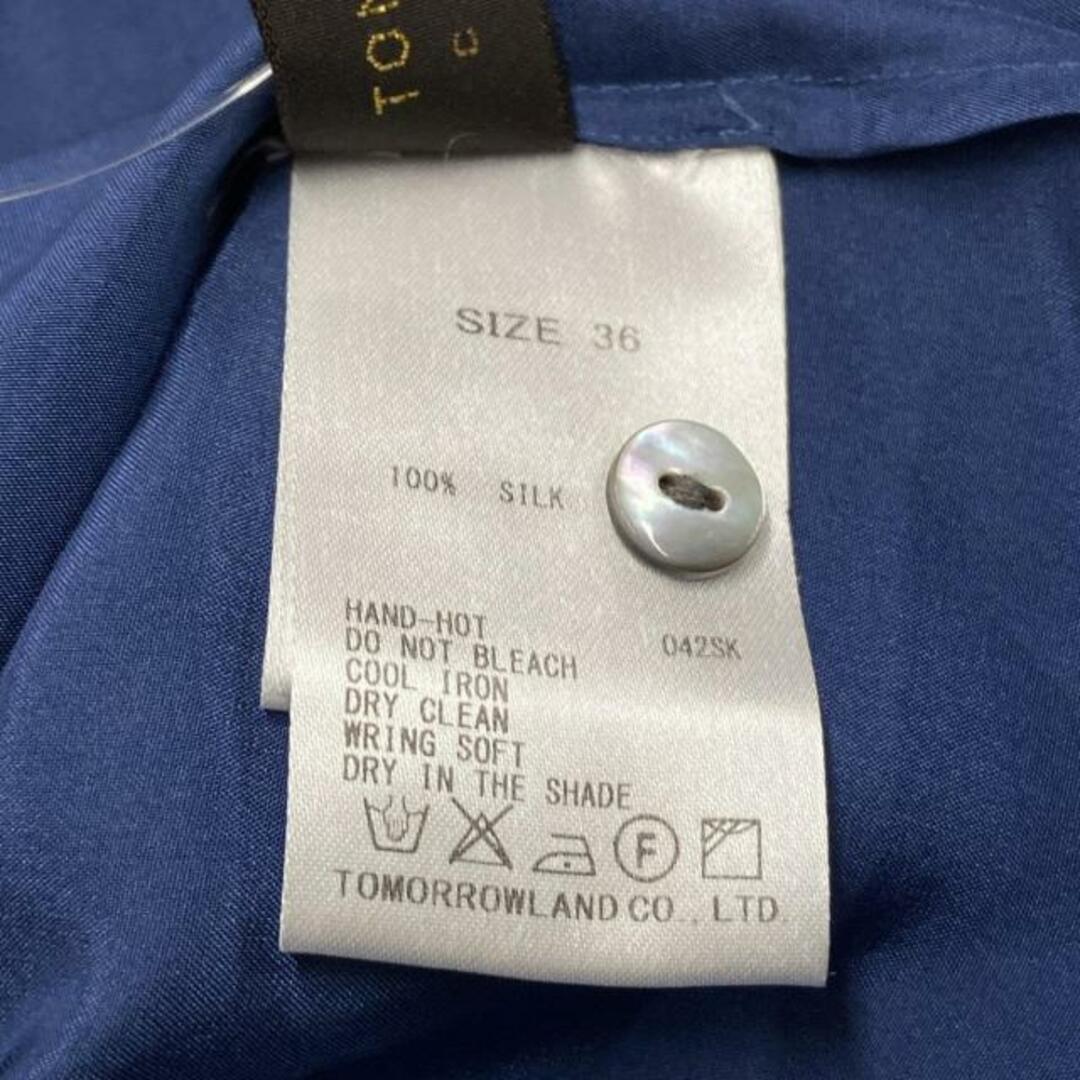 SIZE 36
100% SILK
042SK
HAND-HOT
DO NOT BLEACH
COOL IRON
DRY CLEAN
WRING SOFT
DRY IN THE SHADE
F
TOMORROWLAND CO., LTD.